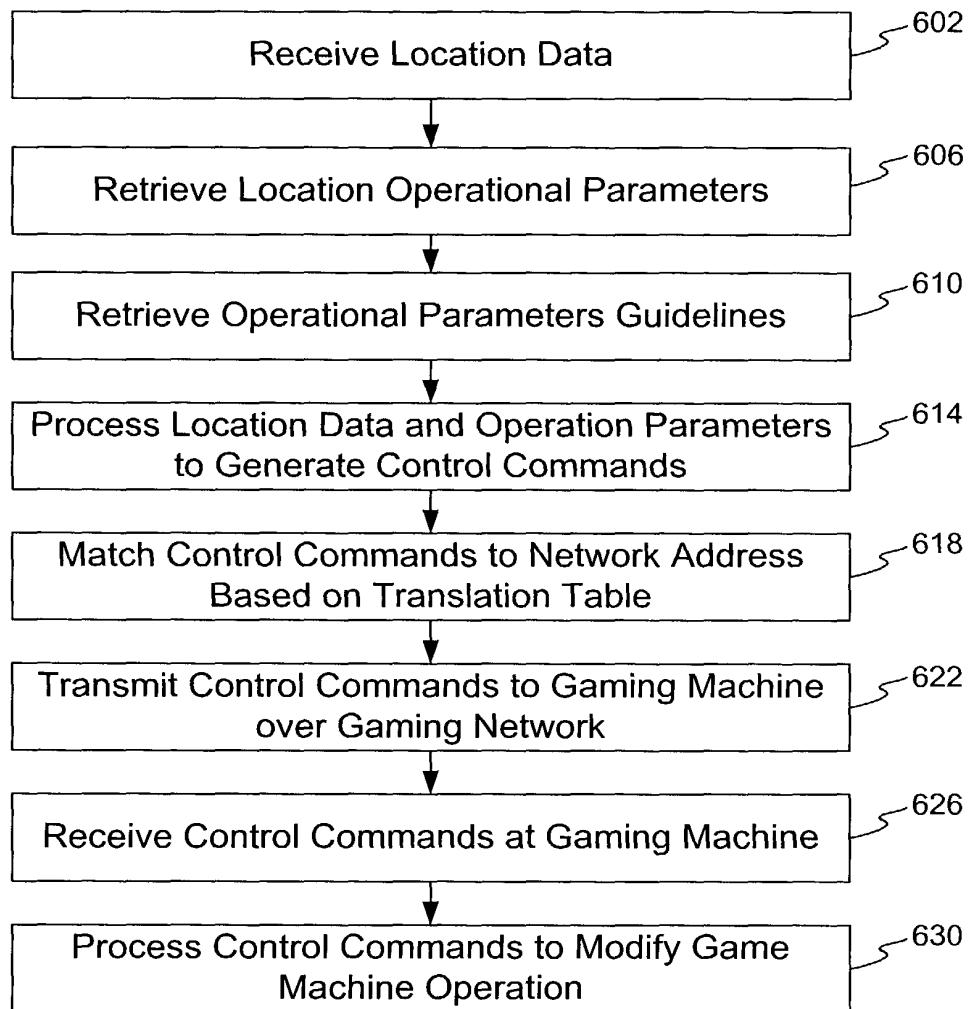 Receive Location Data
602
Retrieve Location Operational Parameters
606
Retrieve Operational Parameters Guidelines
610
Process Location Data and Operation Parameters
to Generate Control Commands
614
Match Control Commands to Network Address
Based on Translation Table
618
Transmit Control Commands to Gaming Machine
over Gaming Network
622
Receive Control Commands at Gaming Machine
626
Process Control Commands to Modify Game
Machine Operation
630